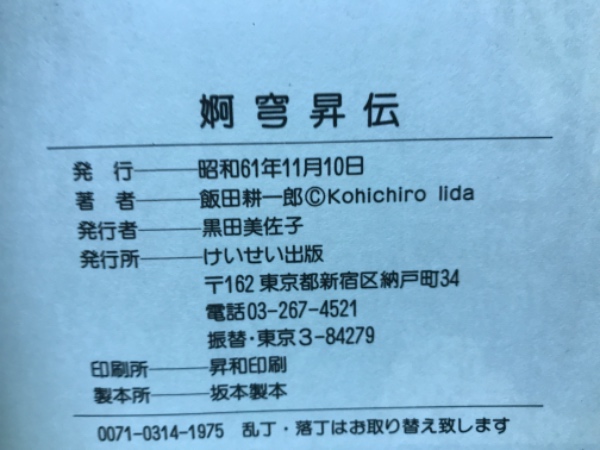 婀穹昇伝
発 行――昭和61年11月10日
著 者――飯田耕一郎©Kohichiro Iida
発行者――黒田美佐子
発行所――けいせい出版
〒162 東京都新宿区納戸町34
電話03-267-4521
振替・東京3-84279
印刷所――昇和印刷
製本所――坂本製本
0071-0314-1975 乱丁・落丁はお取り替え致します